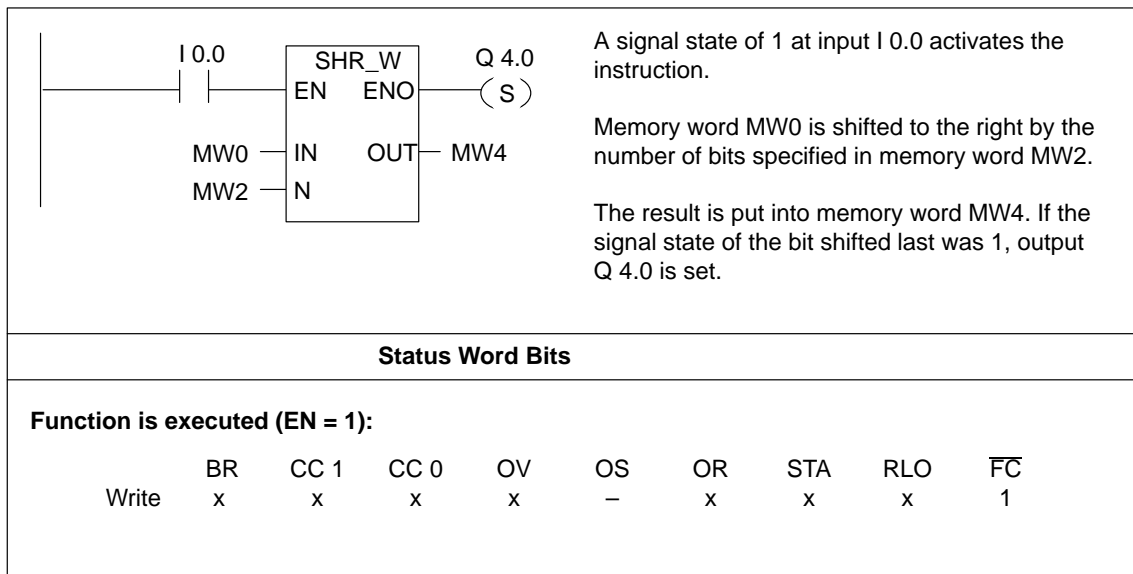 I 0.0
SHR_W
Q 4.0
EN ENO
( S )
MW0 IN OUT MW4
MW2 N
A signal state of 1 at input I 0.0 activates the
instruction.
Memory word MW0 is shifted to the right by the
number of bits specified in memory word MW2.
The result is put into memory word MW4. If the
signal state of the bit shifted last was 1, output
Q 4.0 is set.
Status Word Bits
Function is executed (EN = 1):
BR CC 1 CC 0 OV OS OR STA RLO F̅C̅
Write x x x x – x x x 1